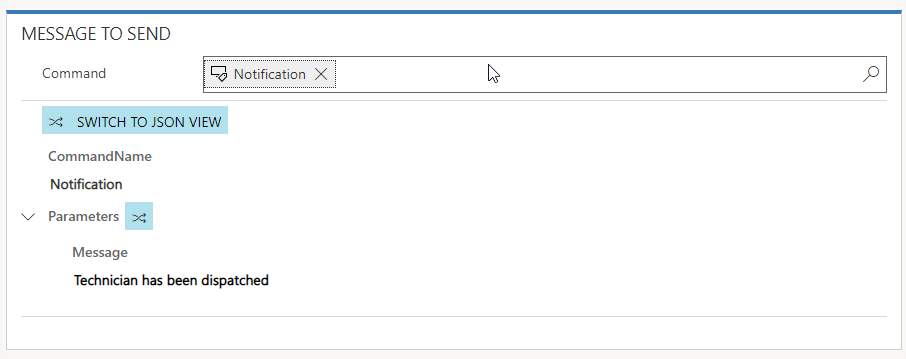 MESSAGE TO SEND
Command Notification
SWITCH TO JSON VIEW
CommandName
Notification
Parameters
Message
Technician has been dispatched